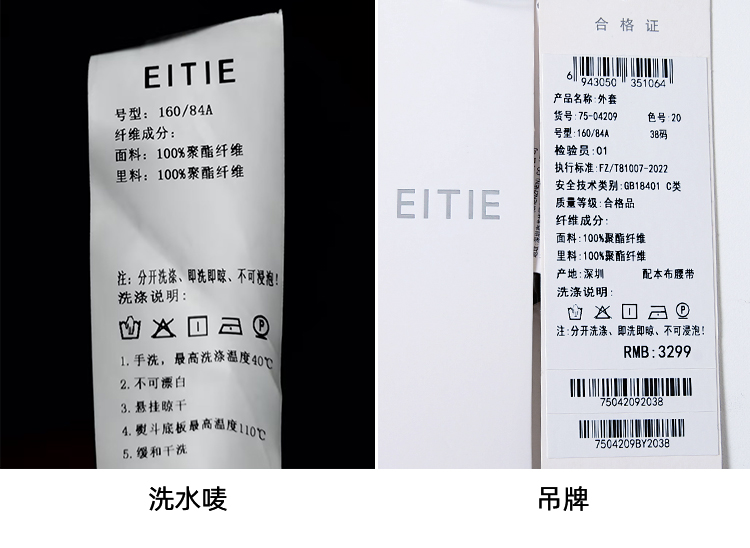 EITIE
号型: 160/84A
纤维成分:
面料: 100%聚酯纤维
里料: 100%聚酯纤维
注: 分开洗涤、即洗即晾、不可浸泡!
洗涤说明:
1. 手洗, 最高洗涤温度40℃
2. 不可漂白
3. 悬挂晾干
4. 熨斗底板最高温度110℃
5. 缓和干洗
洗水唛
EITIE
合格证
6 943050 351064
产品名称:外套
货号:75-04209 色号:20
号型:160/84A 38码
检验员:01
执行标准:FZ/T81007-2022
安全技术类别:GB18401 C类
质量等级:合格品
纤维成分:
面料:100%聚酯纤维
里料:100%聚酯纤维
产地:深圳 配本布腰带
洗涤说明:
注:分开洗涤、即洗即晾、不可浸泡!
RMB:3299
75042092038
7504209BY2038
吊牌